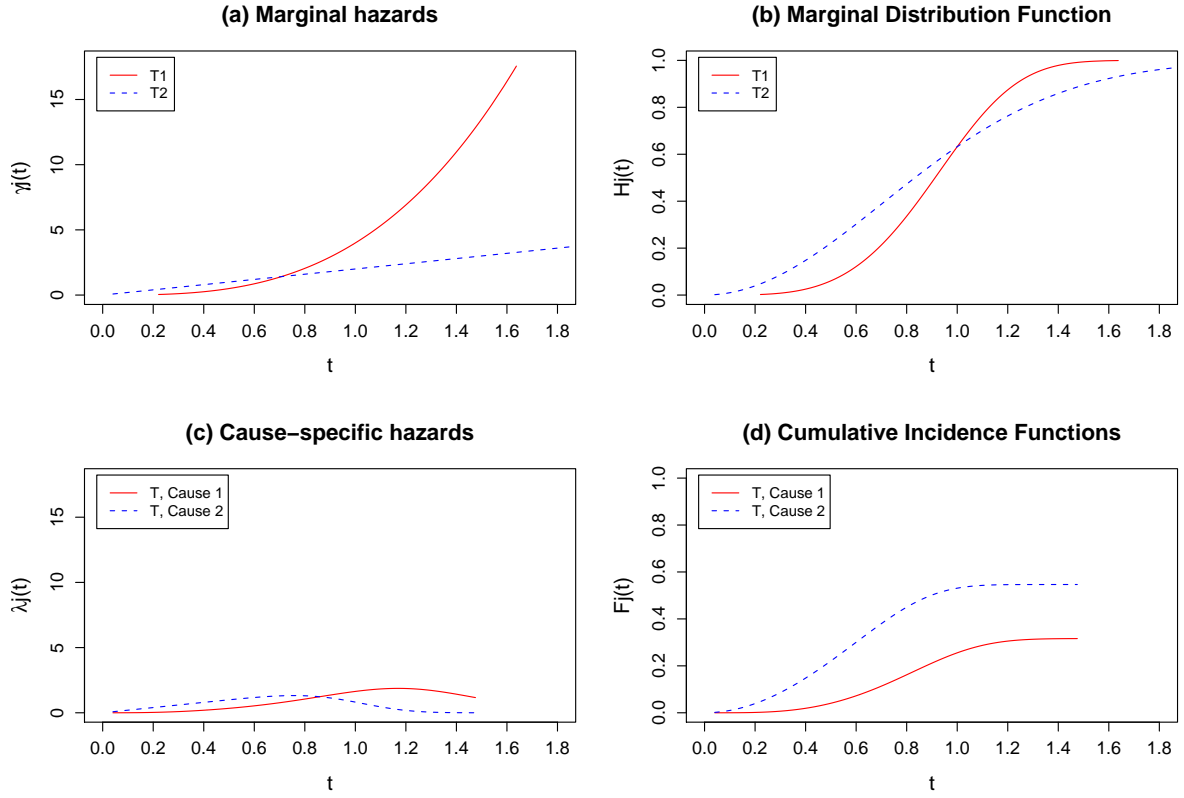 (a) Marginal hazards
γj(t)
15
10
5
0
T1
T2
0.0 0.2 0.4 0.6 0.8 1.0 1.2 1.4 1.6 1.8
t
(b) Marginal Distribution Function
Hj(t)
1.0
0.8
0.6
0.4
0.2
0.0
T1
T2
0.0 0.2 0.4 0.6 0.8 1.0 1.2 1.4 1.6 1.8
t
(c) Cause−specific hazards
λj(t)
15
10
5
0
T, Cause 1
T, Cause 2
0.0 0.2 0.4 0.6 0.8 1.0 1.2 1.4 1.6 1.8
t
(d) Cumulative Incidence Functions
Fj(t)
1.0
0.8
0.6
0.4
0.2
0.0
T, Cause 1
T, Cause 2
0.0 0.2 0.4 0.6 0.8 1.0 1.2 1.4 1.6 1.8
t